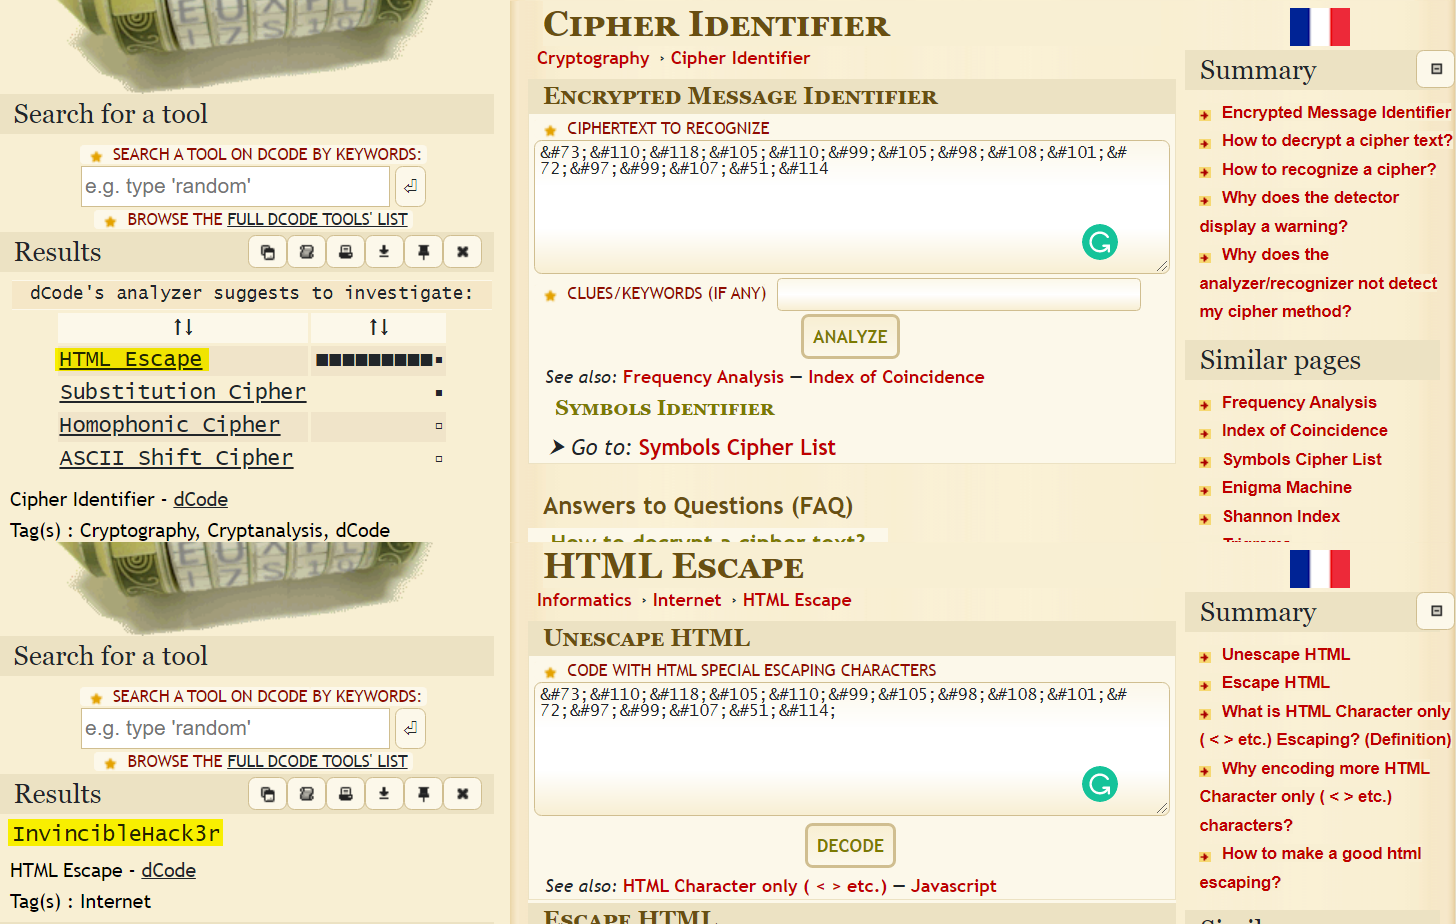 Search for a tool
SEARCH A TOOL ON DCODE BY KEYWORDS:
e.g. type 'random'
BROWSE THE FULL DCODE TOOLS' LIST
Results
dCode's analyzer suggests to investigate:
↑↓ ↑↓
HTML Escape
Substitution Cipher
Homophonic Cipher
ASCII Shift Cipher
Cipher Identifier - dCode
Tag(s) : Cryptography, Cryptanalysis, dCode
Cipher Identifier
Cryptography › Cipher Identifier
Encrypted Message Identifier
CIPHERTEXT TO RECOGNIZE
&#73;&#110;&#118;&#105;&#110;&#99;&#105;&#98;&#108;&#101;&#
72;&#97;&#99;&#107;&#51;&#114
CLUES/KEYWORDS (IF ANY)
ANALYZE
See also: Frequency Analysis — Index of Coincidence
Symbols Identifier
➤ Go to: Symbols Cipher List
Answers to Questions (FAQ)
How to decrypt a cipher text?
Summary
Encrypted Message Identifier
How to decrypt a cipher text?
How to recognize a cipher?
Why does the detector
display a warning?
Why does the
analyzer/recognizer not detect
my cipher method?
Similar pages
Frequency Analysis
Index of Coincidence
Symbols Cipher List
Enigma Machine
Shannon Index
Search for a tool
SEARCH A TOOL ON DCODE BY KEYWORDS:
e.g. type 'random'
BROWSE THE FULL DCODE TOOLS' LIST
Results
InvincibleHack3r
HTML Escape - dCode
Tag(s) : Internet
HTML Escape
Informatics › Internet › HTML Escape
Unescape HTML
CODE WITH HTML SPECIAL ESCAPING CHARACTERS
&#73;&#110;&#118;&#105;&#110;&#99;&#105;&#98;&#108;&#101;&#
72;&#97;&#99;&#107;&#51;&#114;
DECODE
See also: HTML Character only ( < > etc.) — Javascript
Escape HTML
Summary
Unescape HTML
Escape HTML
What is HTML Character only
( < > etc.) Escaping? (Definition)
Why encoding more HTML
Character only ( < > etc.)
characters?
How to make a good html
escaping?